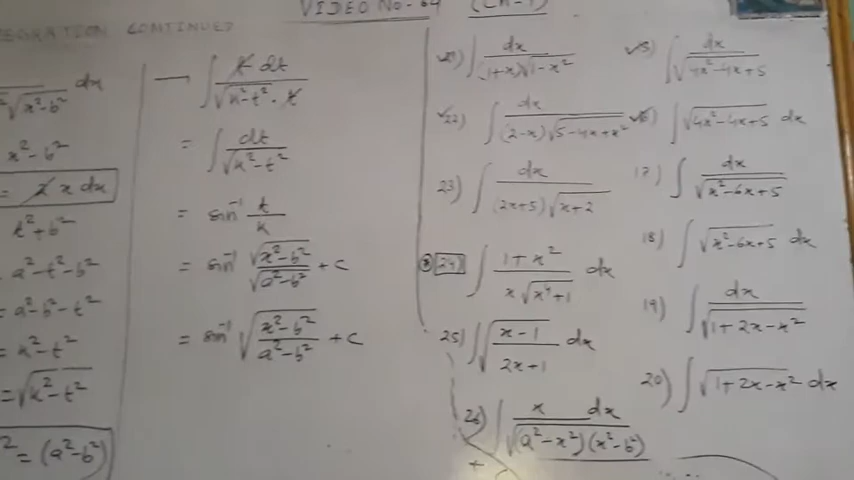 VIDEO NO-64 (CH-1)
EGRATION CONTINUED
√(x²-b²) dx
x²-b²
= 2x dx
t²+b²
a²-t²-b²
= a²-b²-t²
= k²-t²
= √(k²-t²)
² = (a²-b²)
→ ∫ t dt / (√(k²-t²) · t)
= ∫ dt / √(k²-t²)
= sin⁻¹ t/k
= sin⁻¹ √(x²-b²) / √(a²-b²) + c
= sin⁻¹ √((x²-b²) / (a²-b²)) + c
21) ∫ dx / ((1+x)√(1-x²))
22) ∫ dx / ((2-x)√(5-4x+x²))
23) ∫ dx / ((2x+5)√(x+2))
24) ∫ (1+x²) / (x√(x⁴+1)) dx
25) ∫ √((x-1) / (2x+1)) dx
26) ∫ x dx / √((a²-x²)(x²-b²))
15) ∫ dx / √(4x²-4x+5)
16) ∫ √(4x²-4x+5) dx
17) ∫ dx / √(x²-6x+5)
18) ∫ √(x²-6x+5) dx
19) ∫ dx / √(1+2x-x²)
20) ∫ √(1+2x-x²) dx